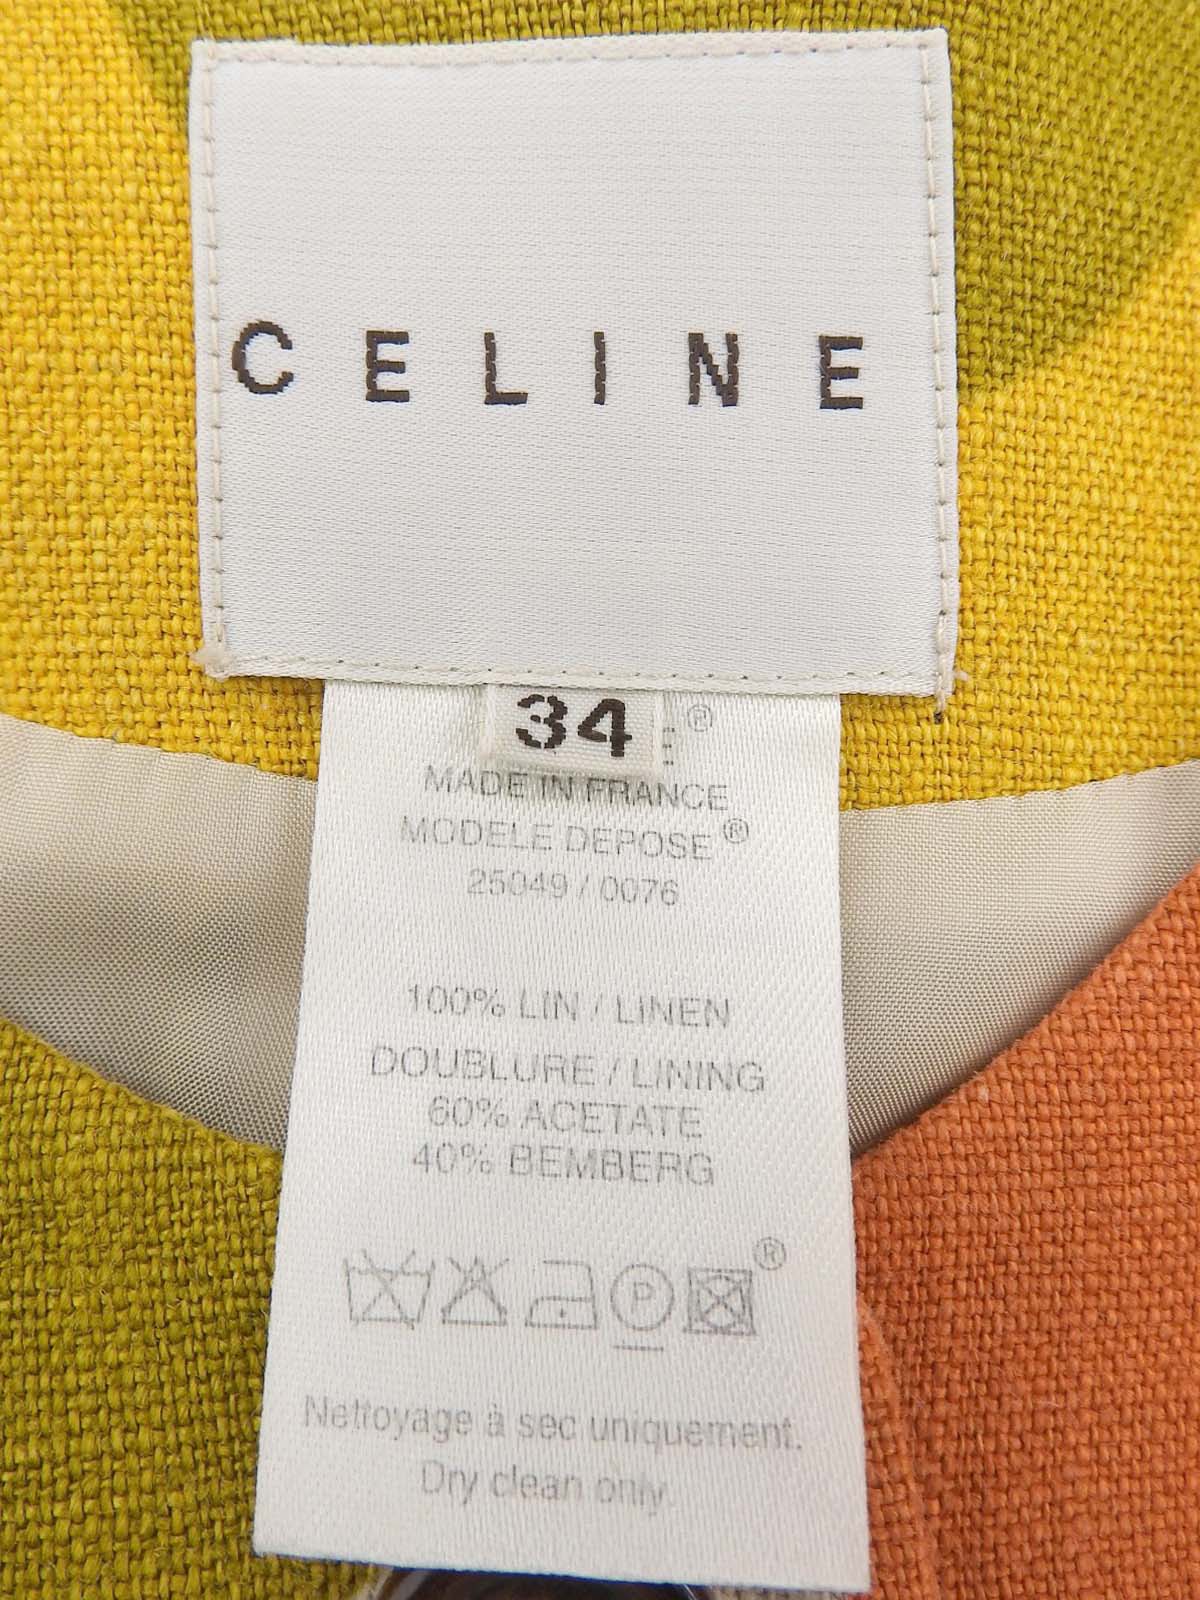 CELINE
34
E®
MADE IN FRANCE
MODELE DEPOSE®
25049 / 0076
100% LIN / LINEN
DOUBLURE / LINING
60% ACETATE
40% BEMBERG
P ®
Nettoyage à sec uniquement.
Dry clean only.